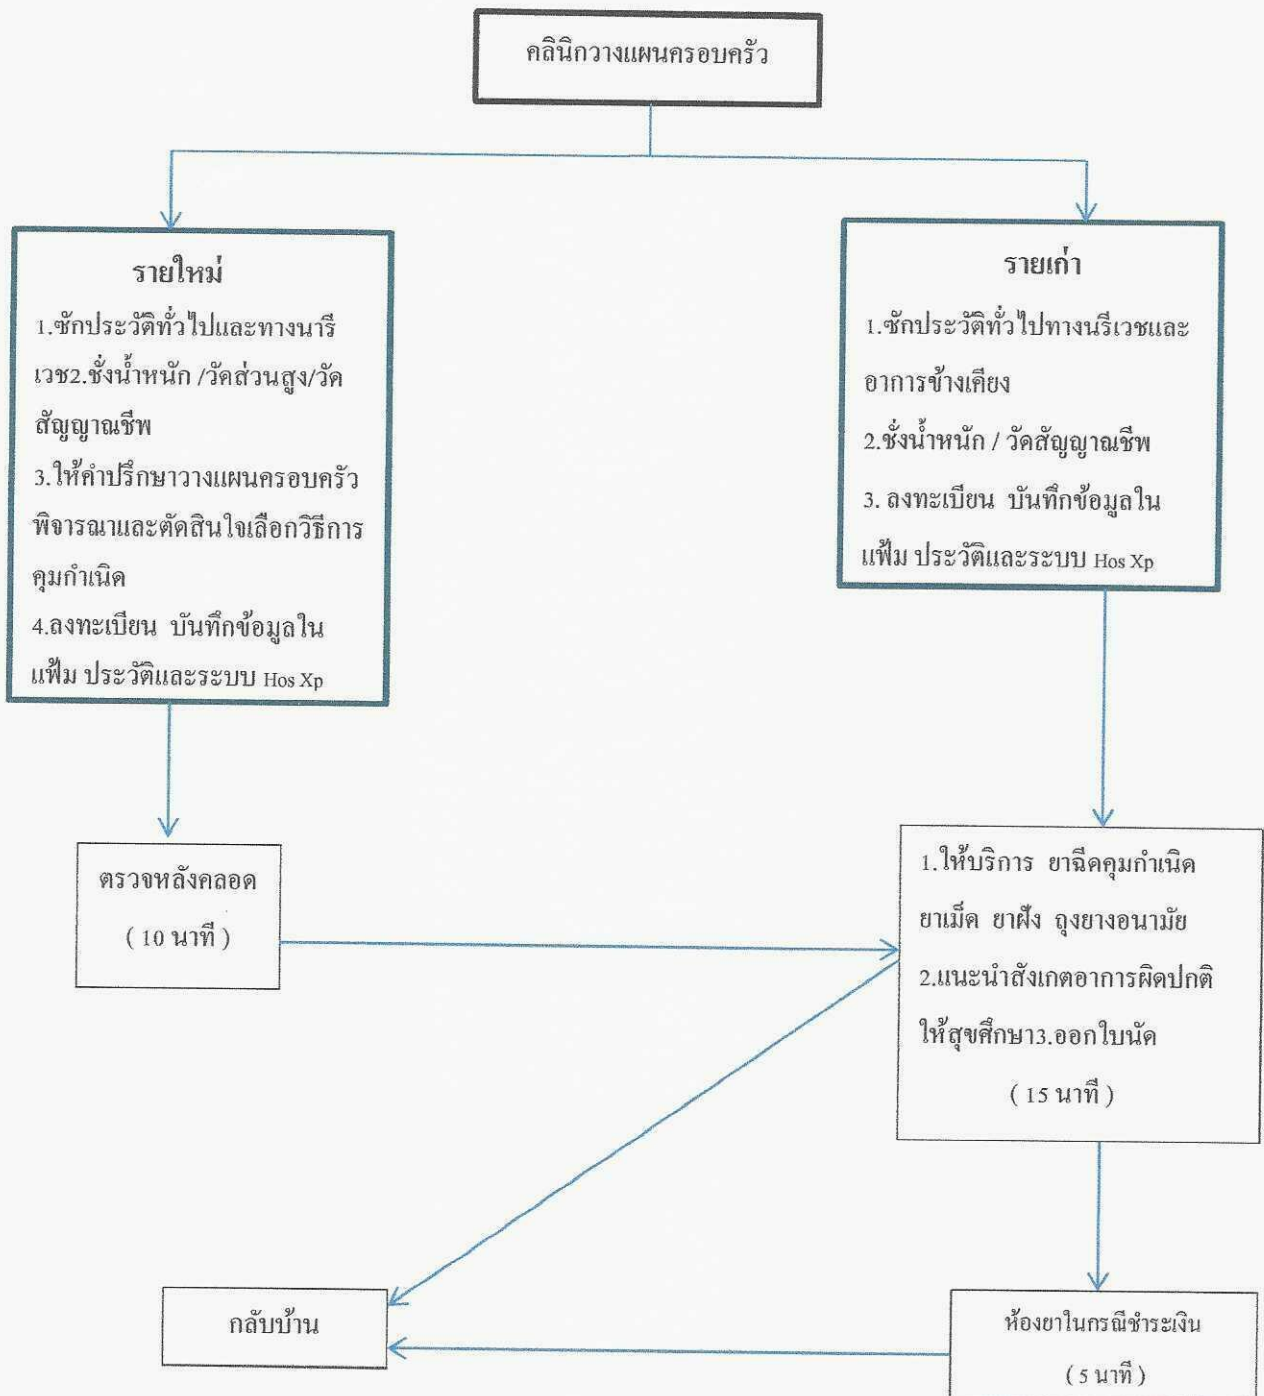 คลินิกวางแผนครอบครัว
รายใหม่
1.ซักประวัติทั่วไปและทางนารี
เวช2.ชั่งน้ำหนัก /วัดส่วนสูง/วัด
สัญญาณชีพ
3.ให้คำปรึกษาวางแผนครอบครัว
พิจารณาและตัดสินใจเลือกวิธีการ
คุมกำเนิด
4.ลงทะเบียน บันทึกข้อมูลใน
แฟ้ม ประวัติและระบบ Hos Xp
รายเก่า
1.ซักประวัติทั่วไปทางนรีเวชและ
อาการข้างเคียง
2.ชั่งน้ำหนัก / วัดสัญญาณชีพ
3. ลงทะเบียน บันทึกข้อมูลใน
แฟ้ม ประวัติและระบบ Hos Xp
ตรวจหลังคลอด
( 10 นาที )
1.ให้บริการ ยาฉีดคุมกำเนิด
ยาเม็ด ยาฝัง ถุงยางอนามัย
2.แนะนำสังเกตอาการผิดปกติ
ให้สุขศึกษา3.ออกใบนัด
( 15 นาที )
กลับบ้าน
ห้องยาในกรณีชำระเงิน
( 5 นาที )